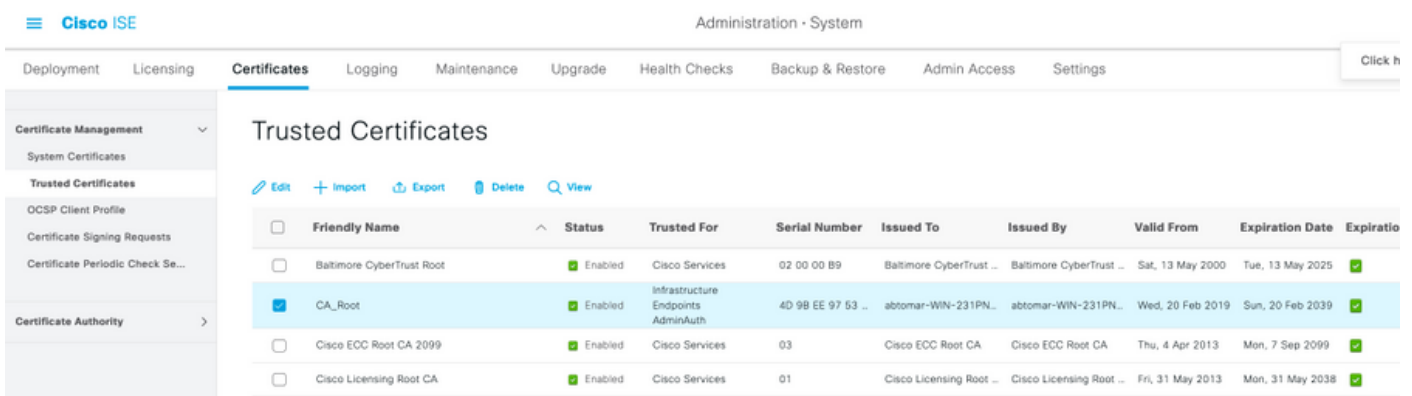 Cisco ISE
Administration · System
Click h
Deployment Licensing Certificates Logging Maintenance Upgrade Health Checks Backup & Restore Admin Access Settings
Certificate Management
System Certificates
Trusted Certificates
OCSP Client Profile
Certificate Signing Requests
Certificate Periodic Check Se...
Certificate Authority
Trusted Certificates
Edit Import Export Delete View
Friendly Name Status Trusted For Serial Number Issued To Issued By Valid From Expiration Date Expiratio
Baltimore CyberTrust Root Enabled Cisco Services 02 00 00 B9 Baltimore CyberTrust ... Baltimore CyberTrust ... Sat, 13 May 2000 Tue, 13 May 2025
CA_Root Enabled Infrastructure Endpoints AdminAuth 4D 9B EE 97 53 ... abtomar-WIN-231PN... abtomar-WIN-231PN... Wed, 20 Feb 2019 Sun, 20 Feb 2039
Cisco ECC Root CA 2099 Enabled Cisco Services 03 Cisco ECC Root CA Cisco ECC Root CA Thu, 4 Apr 2013 Mon, 7 Sep 2099
Cisco Licensing Root CA Enabled Cisco Services 01 Cisco Licensing Root ... Cisco Licensing Root ... Fri, 31 May 2013 Mon, 31 May 2038